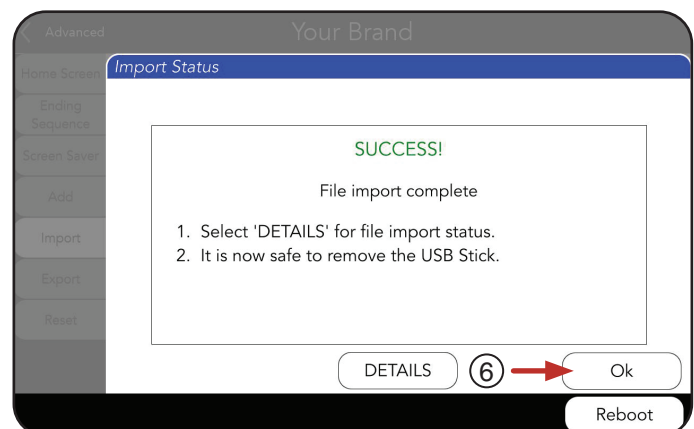 Advanced
Your Brand
Home Screen
Import Status
Ending
Sequence
Screen Saver
Add
Import
Export
Reset
SUCCESS!
File import complete
1. Select 'DETAILS' for file import status.
2. It is now safe to remove the USB Stick.
DETAILS
6
Ok
Reboot